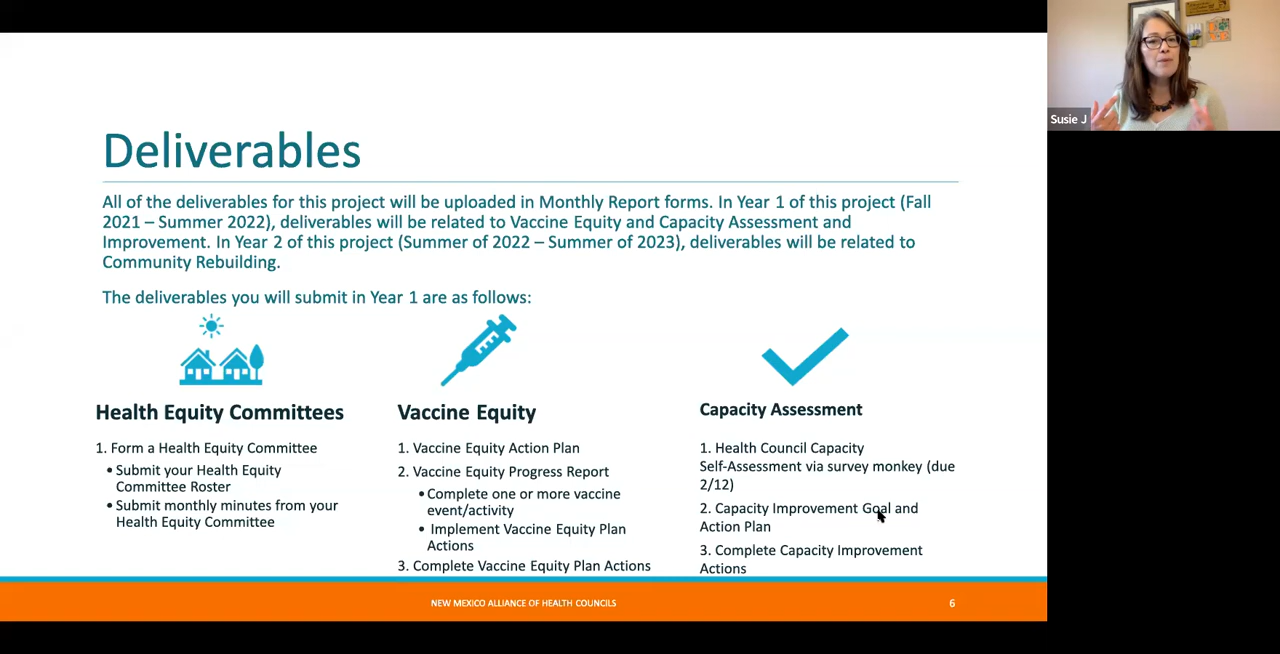 Deliverables
All of the deliverables for this project will be uploaded in Monthly Report forms. In Year 1 of this project (Fall
2021 – Summer 2022), deliverables will be related to Vaccine Equity and Capacity Assessment and
Improvement. In Year 2 of this project (Summer of 2022 – Summer of 2023), deliverables will be related to
Community Rebuilding.
The deliverables you will submit in Year 1 are as follows:
Health Equity Committees
1. Form a Health Equity Committee
• Submit your Health Equity
Committee Roster
• Submit monthly minutes from your
Health Equity Committee
Vaccine Equity
1. Vaccine Equity Action Plan
2. Vaccine Equity Progress Report
• Complete one or more vaccine
event/activity
• Implement Vaccine Equity Plan
Actions
3. Complete Vaccine Equity Plan Actions
Capacity Assessment
1. Health Council Capacity
Self-Assessment via survey monkey (due
2/12)
2. Capacity Improvement Goal and
Action Plan
3. Complete Capacity Improvement
Actions
NEW MEXICO ALLIANCE OF HEALTH COUNCILS
6
Susie J